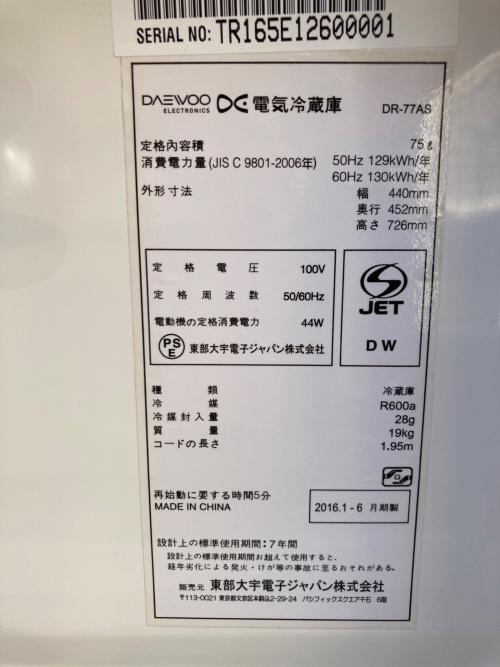 SERIAL NO: TR165E12600001
DAEWOO ELECTRONICS 電気冷蔵庫 DR-77AS
定格内容積 75ℓ
消費電力量(JIS C 9801-2006年) 50Hz 129kWh/年
60Hz 130kWh/年
外形寸法 幅 440mm
奥行 452mm
高さ 726mm
定格電圧 100V
定格周波数 50/60Hz
電動機の定格消費電力 44W
PSE 東部大宇電子ジャパン株式会社
S
JET
DW
種類 冷蔵庫
冷媒 R600a
冷媒封入量 28g
質量 19kg
コードの長さ 1.95m
G
再始動に要する時間5分
MADE IN CHINA
2016.1-6 月期製
設計上の標準使用期間:7年間
設計上の標準使用期間お超えて使用すると、
経年劣化による発火・けが等の事故に至るおそれがある。
販売元 東部大宇電子ジャパン株式会社
〒113-0021 東京都文京区本駒込2-29-24 パシフィックスクエア千石 6階